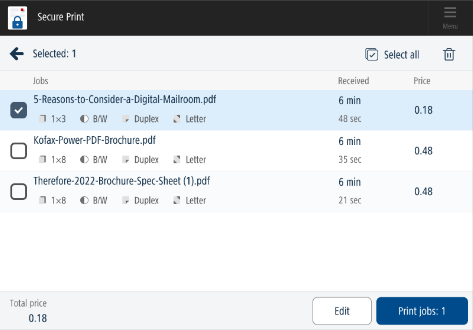 Secure Print
Menu
Selected: 1
Select all
Jobs Received Price
5-Reasons-to-Consider-a-Digital-Mailroom.pdf 6 min
0.18
1×3 B/W Duplex Letter 48 sec
Kofax-Power-PDF-Brochure.pdf 6 min
0.48
1×8 B/W Duplex Letter 35 sec
Therefore-2022-Brochure-Spec-Sheet (1).pdf 6 min
0.48
1×8 B/W Duplex Letter 21 sec
Total price
0.18
Edit
Print jobs: 1